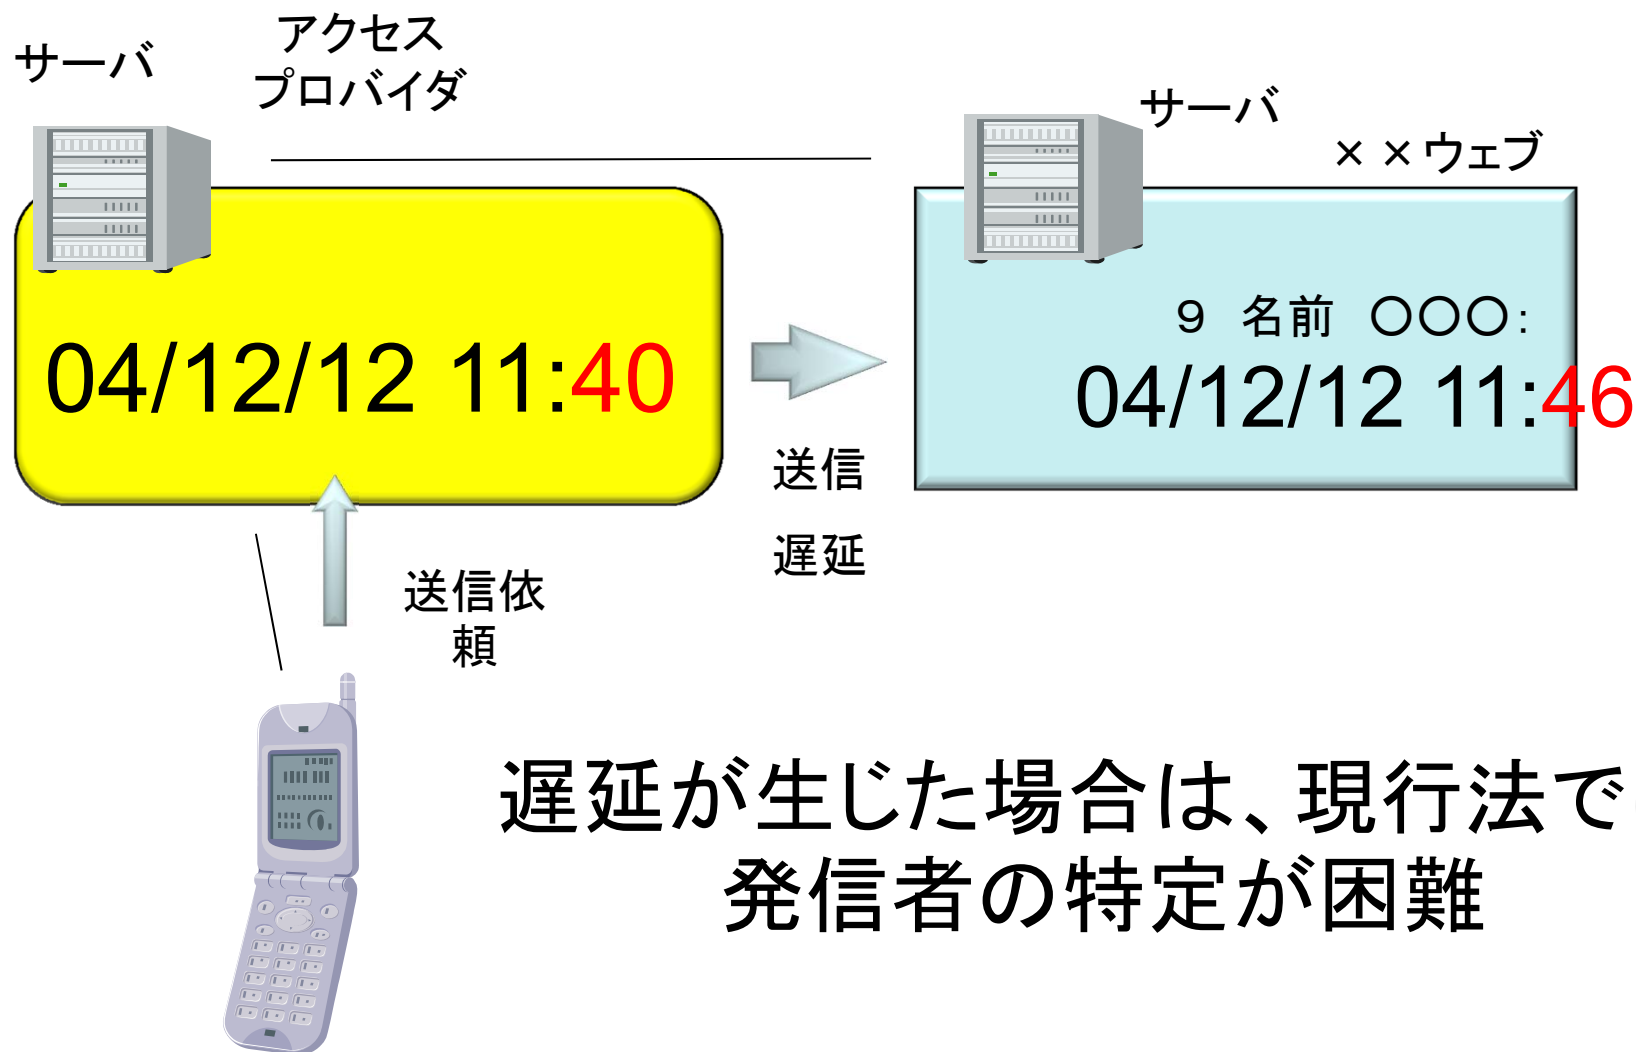 サーバ
アクセス
プロバイダ
サーバ
××ウェブ
04/12/12 11:40
９ 名前 〇〇〇:
04/12/12 11:46
送信
遅延
送信依
頼
遅延が生じた場合は、現行法で
発信者の特定が困難